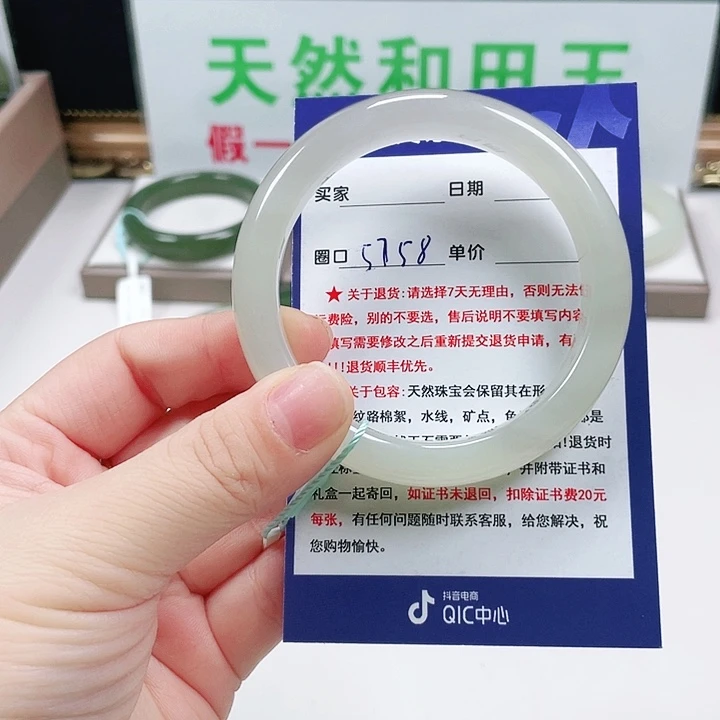 天然和田玉
假一
买家 日期
圈口 5758 单价
★关于退货:请选择7天无理由，否则无法
运费险，别的不要选，售后说明不要填写内容
填写需要修改之后重新提交退货申请，有
!!!退货顺丰优先。
关于包容:天然珠宝会保留其在形
纹路棉絮，水线，矿点，
退货时
并附带证书和
礼盒一起寄回，如证书未退回，扣除证书费20元
每张，有任何问题随时联系客服，给您解决，祝
您购物愉快。
抖音电商
QIC中心